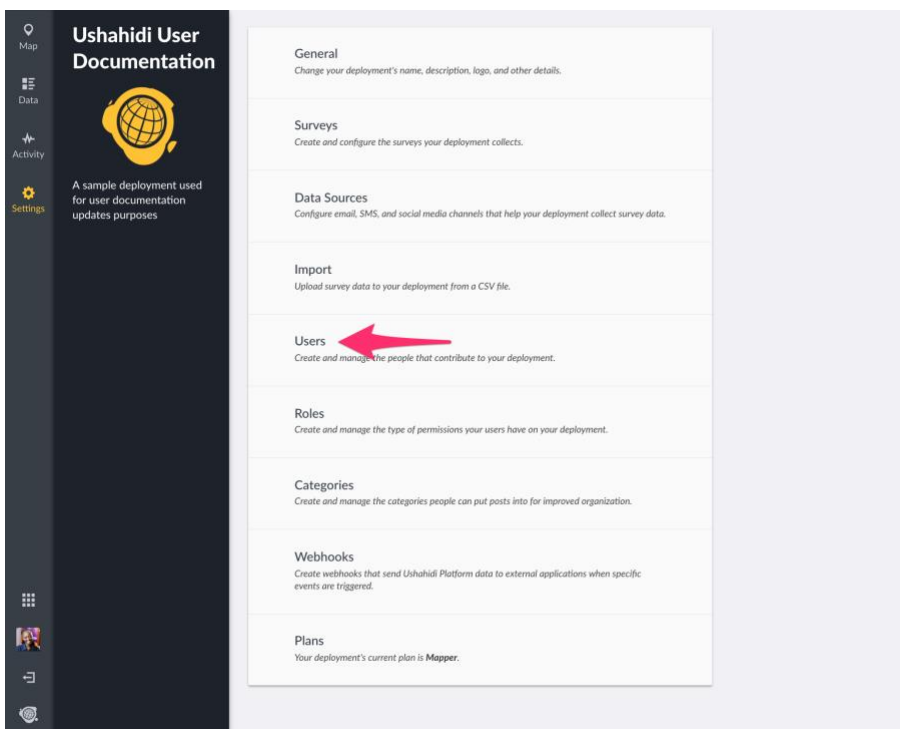 Map
Data
Activity
Settings
Ushahidi User
Documentation
A sample deployment used
for user documentation
updates purposes
General
Change your deployment's name, description, logo, and other details.
Surveys
Create and configure the surveys your deployment collects.
Data Sources
Configure email, SMS, and social media channels that help your deployment collect survey data.
Import
Upload survey data to your deployment from a CSV file.
Users
Create and manage the people that contribute to your deployment.
Roles
Create and manage the type of permissions your users have on your deployment.
Categories
Create and manage the categories people can put posts into for improved organization.
Webhooks
Create webhooks that send Ushahidi Platform data to external applications when specific
events are triggered.
Plans
Your deployment's current plan is Mapper.